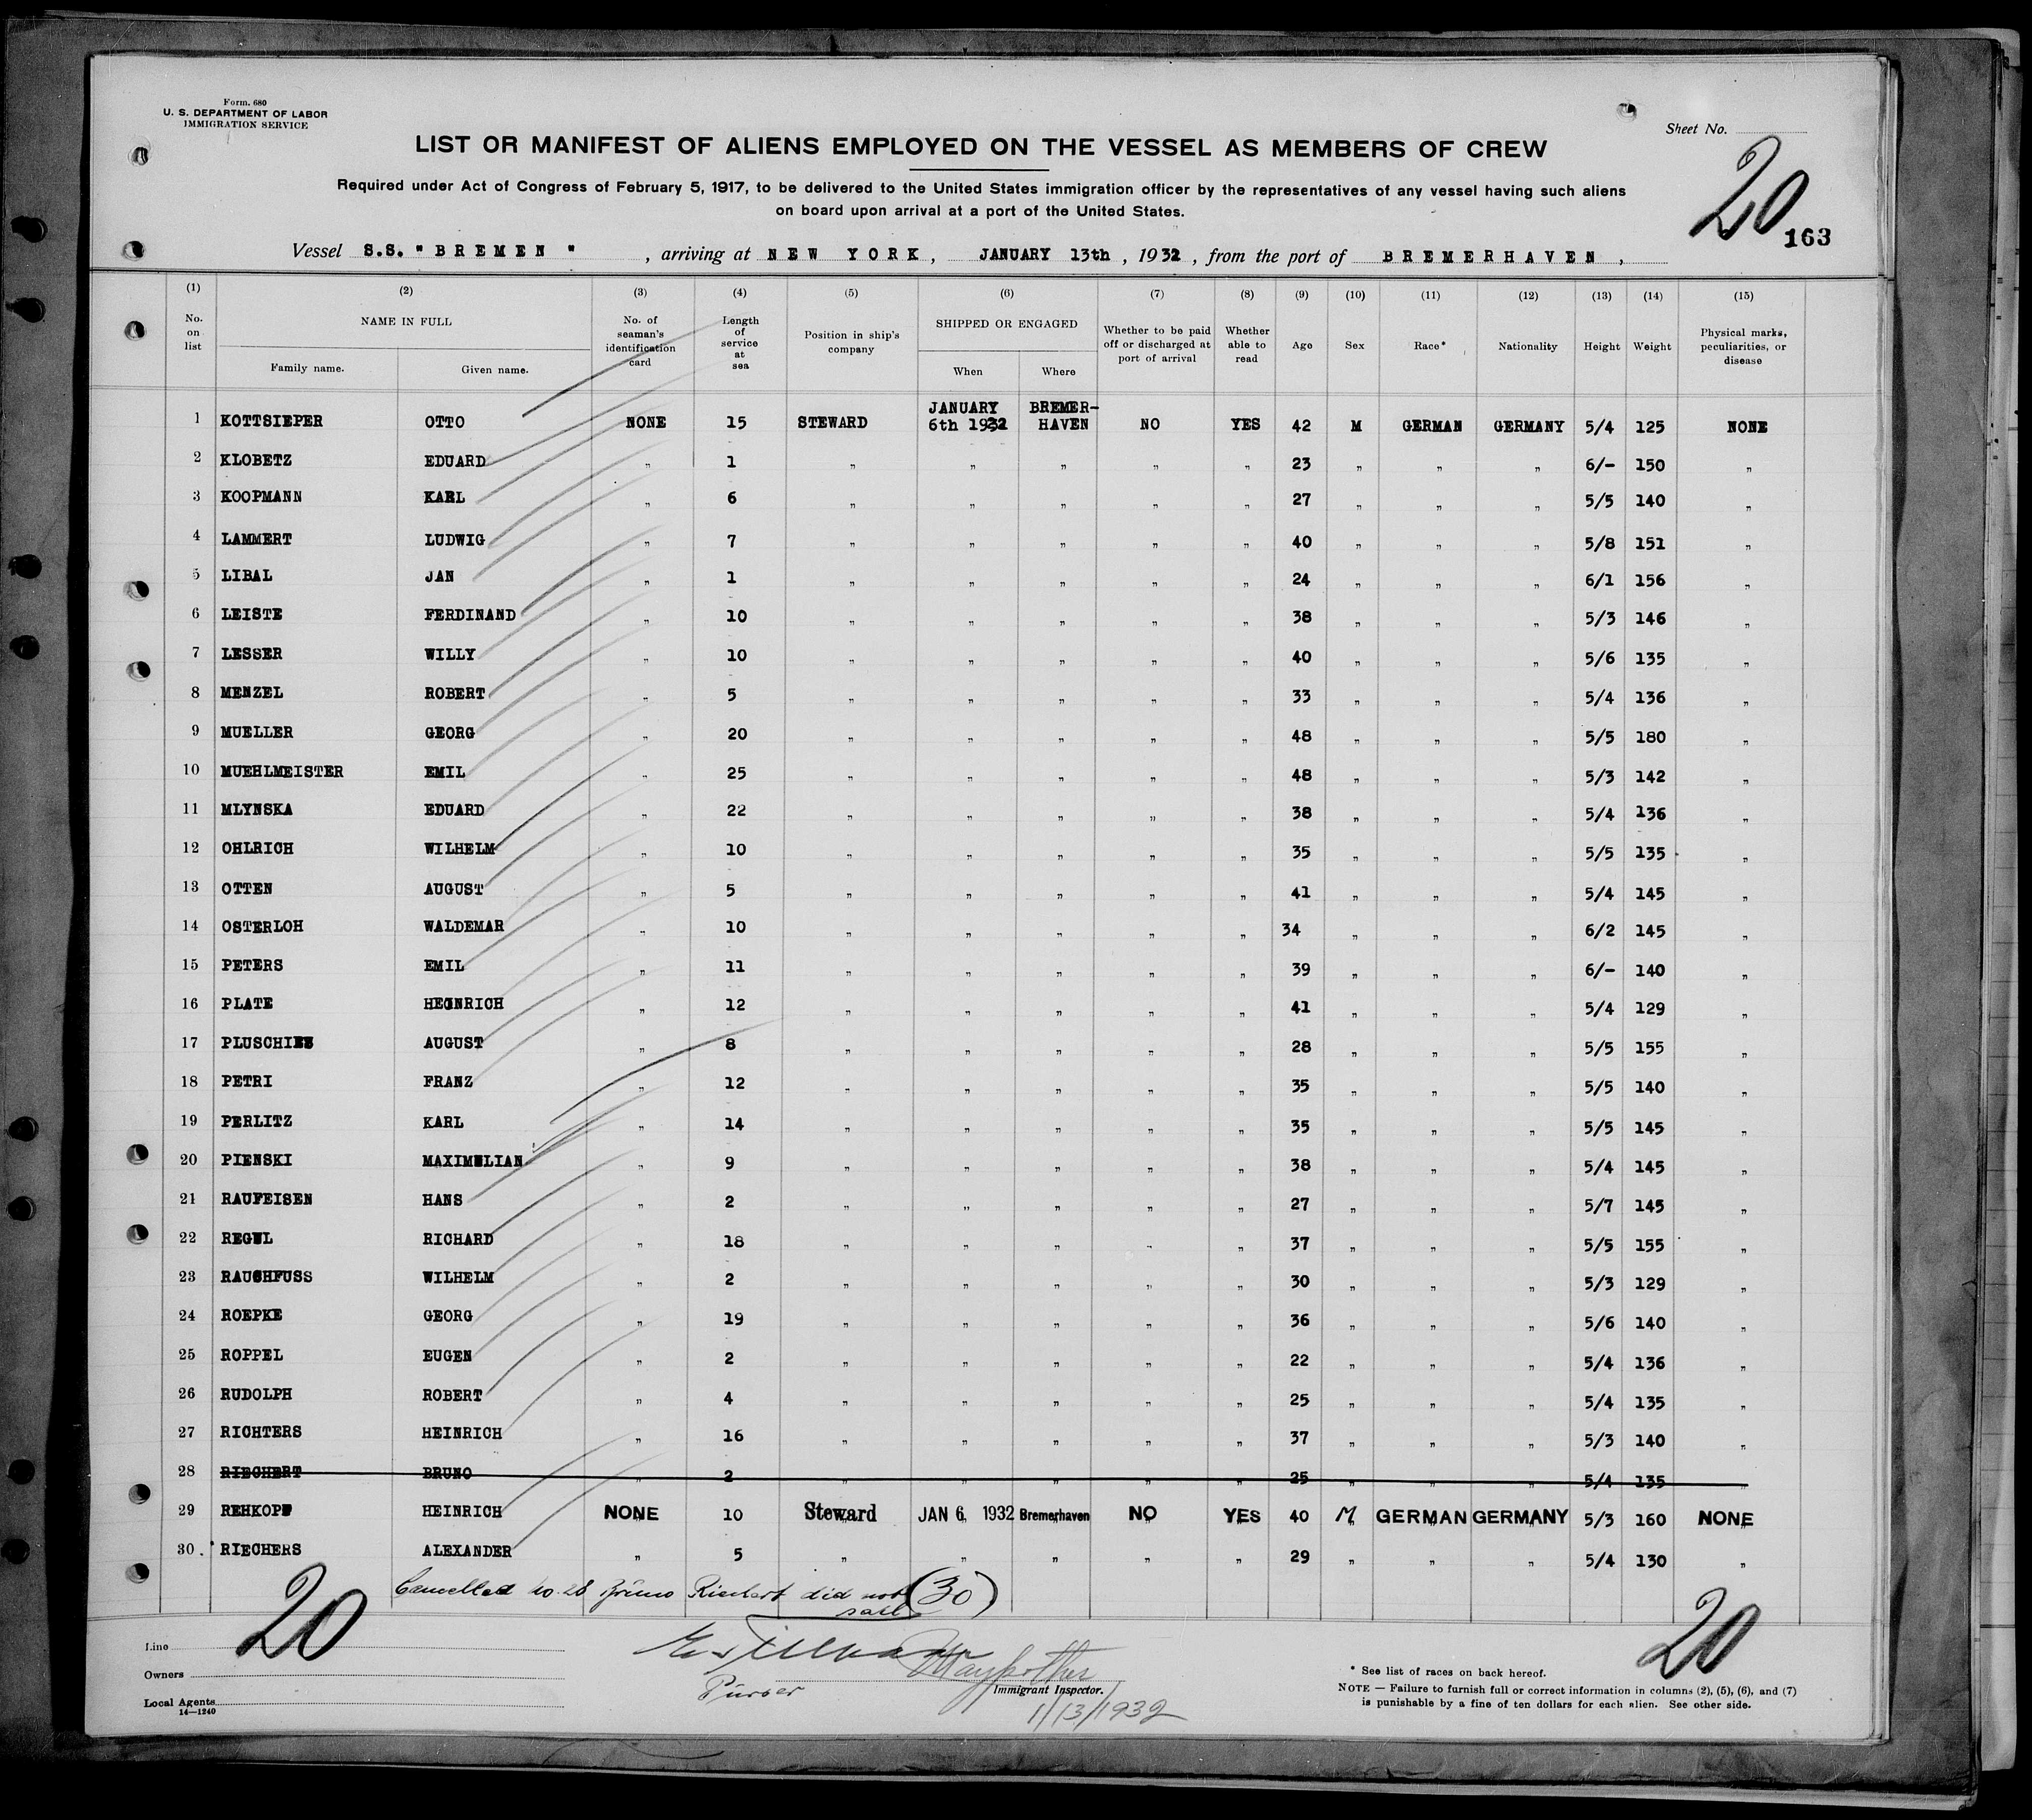 Form. 680
U. S. DEPARTMENT OF LABOR
IMMIGRATION SERVICE
Sheet No.
20
163
LIST OR MANIFEST OF ALIENS EMPLOYED ON THE VESSEL AS MEMBERS OF CREW
Required under Act of Congress of February 5, 1917, to be delivered to the United States immigration officer by the representatives of any vessel having such aliens
on board upon arrival at a port of the United States.
Vessel S.S. "BREMEN" , arriving at NEW YORK, JANUARY 13th , 1932 , from the port of BREMERHAVEN ,
(1) (2) (3) (4) (5) (6) (7) (8) (9) (10) (11) (12) (13) (14) (15)
No. on list NAME IN FULL Family name. Given name. No. of seaman's identification card Length of service at sea Position in ship's company SHIPPED OR ENGAGED When Where Whether to be paid off or discharged at port of arrival Whether able to read Age Sex Race* Nationality Height Weight Physical marks, peculiarities, or disease
1 KOTTSIEPER OTTO NONE 15 STEWARD JANUARY 6th 1932 BREMER-HAVEN NO YES 42 M GERMAN GERMANY 5/4 125 NONE
2 KLOBETZ EDUARD " 1 " " " " " 23 " " " 6/- 150 "
3 KOOPMANN KARL " 6 " " " " " 27 " " " 5/5 140 "
4 LAMMERT LUDWIG " 7 " " " " " 40 " " " 5/8 151 "
5 LIBAL JAN " 1 " " " " " 24 " " " 6/1 156 "
6 LEISTE FERDINAND " 10 " " " " " 38 " " " 5/3 146 "
7 LESSER WILLY " 10 " " " " " 40 " " " 5/6 135 "
8 MENZEL ROBERT " 5 " " " " " 33 " " " 5/4 136 "
9 MUELLER GEORG " 20 " " " " " 48 " " " 5/5 180 "
10 MUEHLMEISTER EMIL " 25 " " " " " 48 " " " 5/3 142 "
11 MLYNSKA EDUARD " 22 " " " " " 38 " " " 5/4 136 "
12 OHLRICH WILHELM " 10 " " " " " 35 " " " 5/5 135 "
13 OTTEN AUGUST " 5 " " " " " 41 " " " 5/4 145 "
14 OSTERLOH WALDEMAR " 10 " " " " " 34 " " " 6/2 145 "
15 PETERS EMIL " 11 " " " " " 39 " " " 6/- 140 "
16 PLATE HEINRICH " 12 " " " " " 41 " " " 5/4 129 "
17 AUGUST " 8 " " " " " 28 " " " 5/5 155 "
18 PETRI FRANZ " 12 " " " " " 35 " " " 5/5 140 "
19 PERLITZ KARL " 14 " " " " " 35 " " " 5/5 145 "
20 PIENSKI MAXIMILIAN " 9 " " " " " 38 " " " 5/4 145 "
21 RAUFEISEN HANS " 2 " " " " " 27 " " " 5/7 145 "
22 RICHARD " 18 " " " " " 37 " " " 5/5 155 "
23 RAUCHFUSS WILHELM " 2 " " " " " 30 " " " 5/3 129 "
24 ROEPKE GEORG " 19 " " " " " 36 " " " 5/6 140 "
25 ROPPEL EUGEN " 2 " " " " " 22 " " " 5/4 136 "
26 RUDOLPH ROBERT " 4 " " " " " 25 " " " 5/4 135 "
27 RICHTERS HEINRICH " 16 " " " " " 37 " " " 5/3 140 "
28 RIECHERT BRUNO " 2 " " " " " 25 " " " 5/4 135 "
29 REHKOPF HEINRICH NONE 10 Steward JAN 6 1932 Bremerhaven NO YES 40 M GERMAN GERMANY 5/3 160 NONE
30. RIECHERS ALEXANDER " 5 " " " " " 29 " " " 5/4 130 "
Cancelled no. 28 Bruno Riechert did not sail (30)
20
20
Line
Owners
Local Agents
14—1240
Purser
Immigrant Inspector.
1/13/1932
* See list of races on back hereof.
NOTE — Failure to furnish full or correct information in columns (2), (5), (6), and (7)
is punishable by a fine of ten dollars for each alien. See other side.